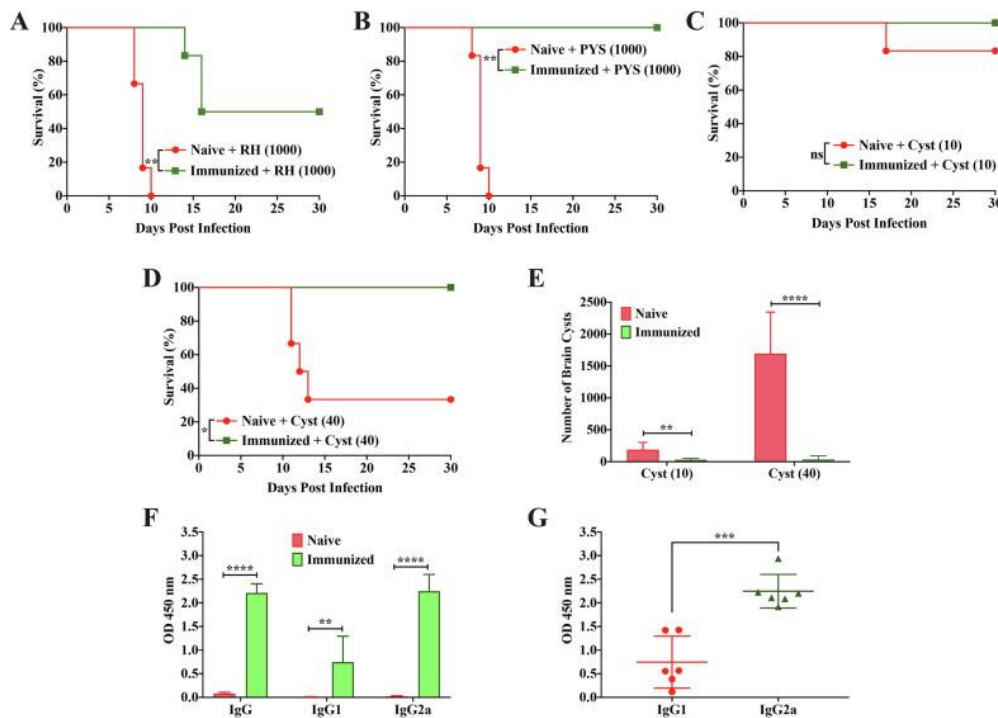 A
Survival (%)
100
80
60
40
20
0
**
Naive + RH (1000)
Immunized + RH (1000)
0 5 10 15 20 25 30
Days Post Infection
B
Survival (%)
100
80
60
40
20
0
**
Naive + PYS (1000)
Immunized + PYS (1000)
0 5 10 15 20 25 30
Days Post Infection
C
Survival (%)
100
80
60
40
20
0
ns
Naive + Cyst (10)
Immunized + Cyst (10)
0 5 10 15 20 25 30
Days Post Infection
D
Survival (%)
100
80
60
40
20
0
*
Naive + Cyst (40)
Immunized + Cyst (40)
0 5 10 15 20 25 30
Days Post Infection
E
Number of Brain Cysts
2500
2000
1500
1000
500
0
Naive
Immunized
**
****
Cyst (10) Cyst (40)
F
OD 450 nm
3.5
3.0
2.5
2.0
1.5
1.0
0.5
0.0
Naive
Immunized
****
**
****
IgG IgG1 IgG2a
G
OD 450 nm
3.5
3.0
2.5
2.0
1.5
1.0
0.5
0.0
***
IgG1 IgG2a